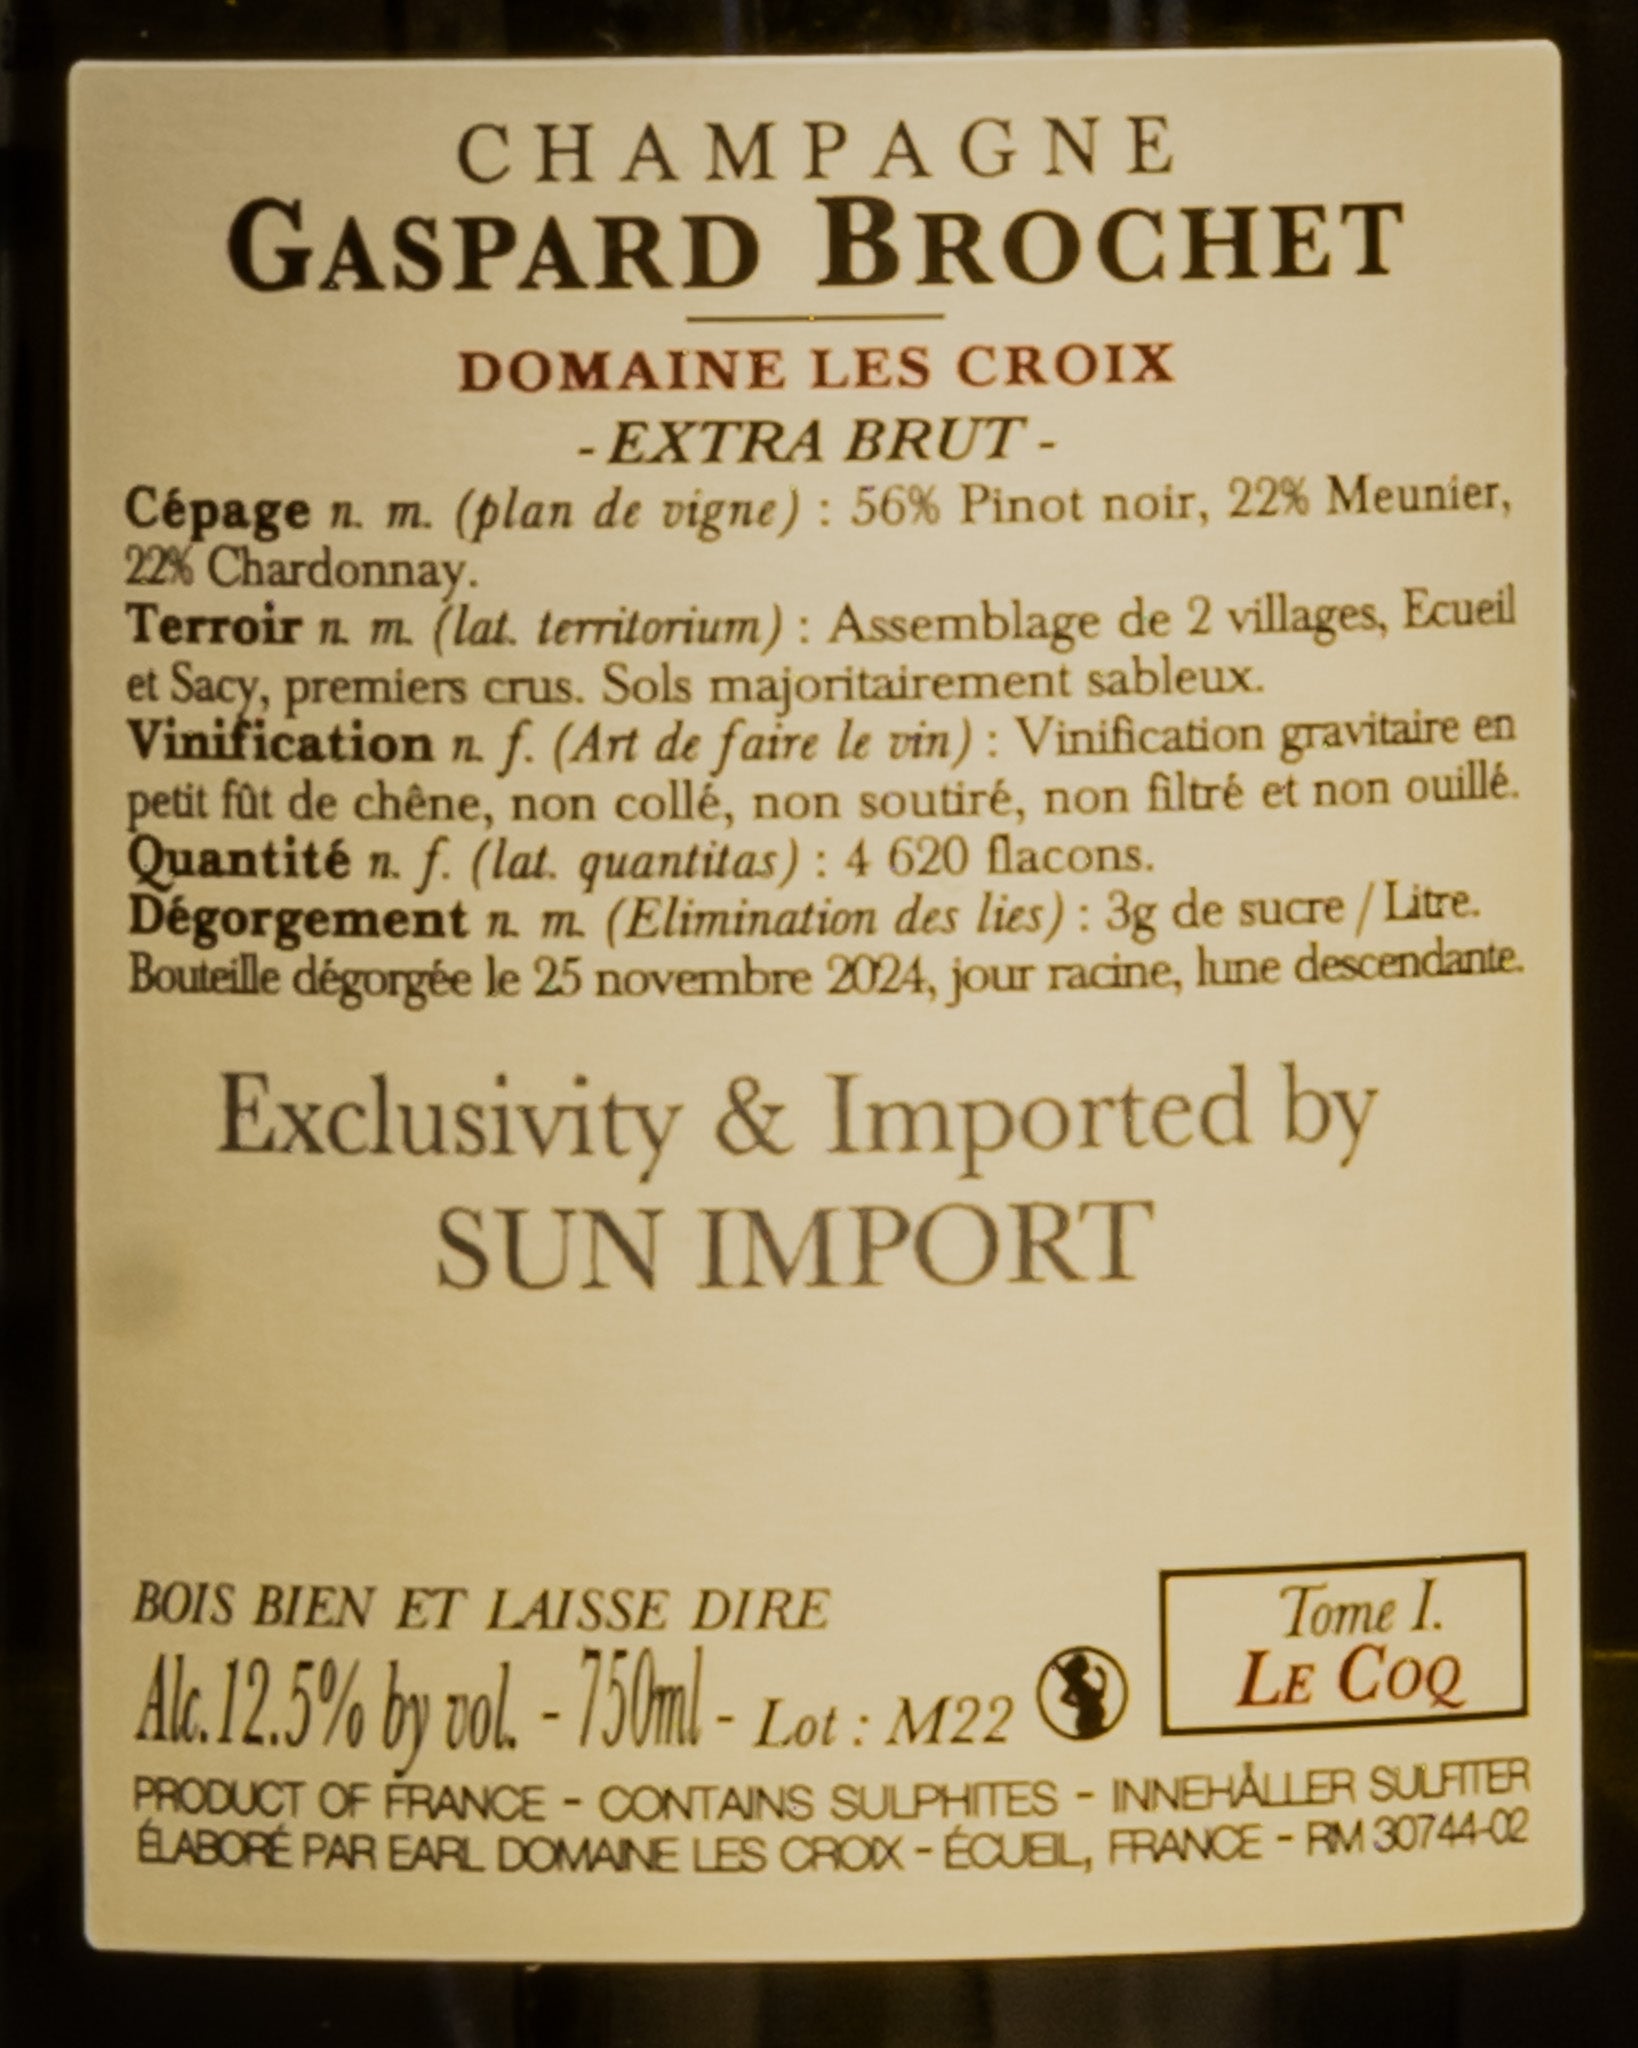 CHAMPAGNE
GASPARD BROCHET
DOMAINE LES CROIX
- EXTRA BRUT -
Cépage n. m. (plan de vigne) : 56% Pinot noir, 22% Meunier,
22% Chardonnay.
Terroir n. m. (lat. territorium) : Assemblage de 2 villages, Ecueil
et Sacy, premiers crus. Sols majoritairement sableux.
Vinification n. f. (Art de faire le vin) : Vinification gravitaire en
petit fût de chêne, non collé, non soutiré, non filtré et non ouillé.
Quantité n. f. (lat. quantitas) : 4 620 flacons.
Dégorgement n. m. (Elimination des lies) : 3g de sucre / Litre.
Bouteille dégorgée le 25 novembre 2024, jour racine, lune descendante.
Exclusivity & Imported by
SUN IMPORT
BOIS BIEN ET LAISSE DIRE
Alc. 12.5% by vol. - 750ml - Lot : M22
Tome I.
LE COQ
PRODUCT OF FRANCE - CONTAINS SULPHITES - INNEHÅLLER SULFITER
ÉLABORÉ PAR EARL DOMAINE LES CROIX - ÉCUEIL, FRANCE - RM 30744-02